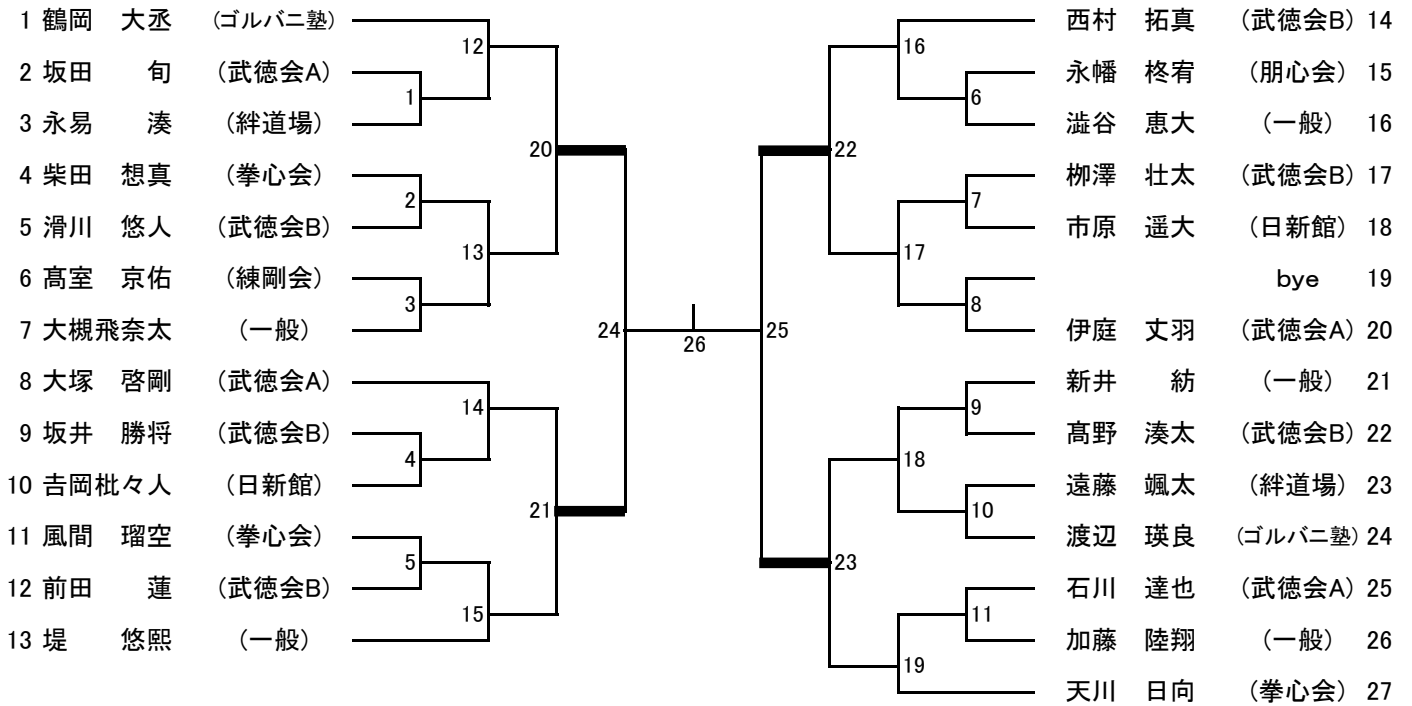 1 鶴岡 大丞 (ゴルバニ塾)
2 坂田 旬 (武徳会A)
3 永易 湊 (絆道場)
4 柴田 想真 (拳心会)
5 滑川 悠人 (武徳会B)
6 髙室 京佑 (練剛会)
7 大槻飛奈太 (一般)
8 大塚 啓剛 (武徳会A)
9 坂井 勝将 (武徳会B)
10 𠮷岡枇々人 (日新館)
11 風間 瑠空 (拳心会)
12 前田 蓮 (武徳会B)
13 堤 悠熙 (一般)
12
1
20
2
13
3
24
14
4
21
5
15
26
西村 拓真 (武徳会B) 14
永幡 柊宥 (朋心会) 15
澁谷 恵大 (一般) 16
栁澤 壮太 (武徳会B) 17
市原 遥大 (日新館) 18
bye 19
伊庭 丈羽 (武徳会A) 20
新井 紡 (一般) 21
髙野 湊太 (武徳会B) 22
遠藤 颯太 (絆道場) 23
渡辺 瑛良 (ゴルバニ塾) 24
石川 達也 (武徳会A) 25
加藤 陸翔 (一般) 26
天川 日向 (拳心会) 27
16
6
22
7
17
8
25
9
18
10
23
11
19